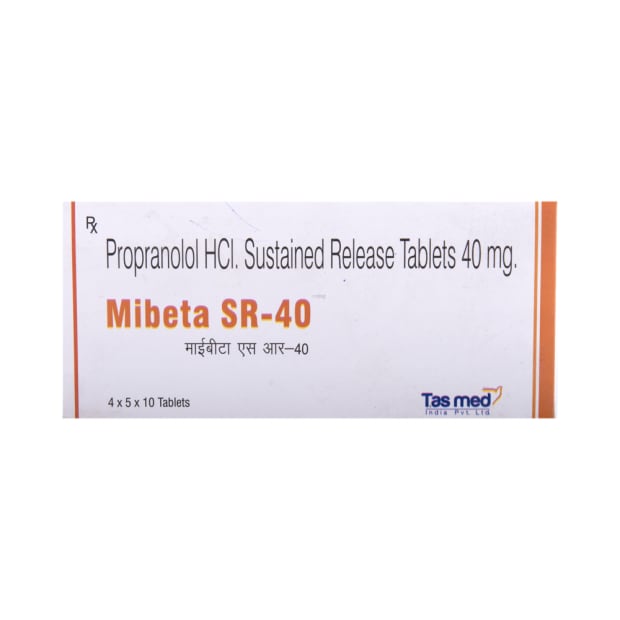 Rx
Propranolol HCl. Sustained Release Tablets 40 mg.
Mibeta SR-40
माईबीटा एस आर–40
4 x 5 x 10 Tablets
Tas med
India Pvt. Ltd